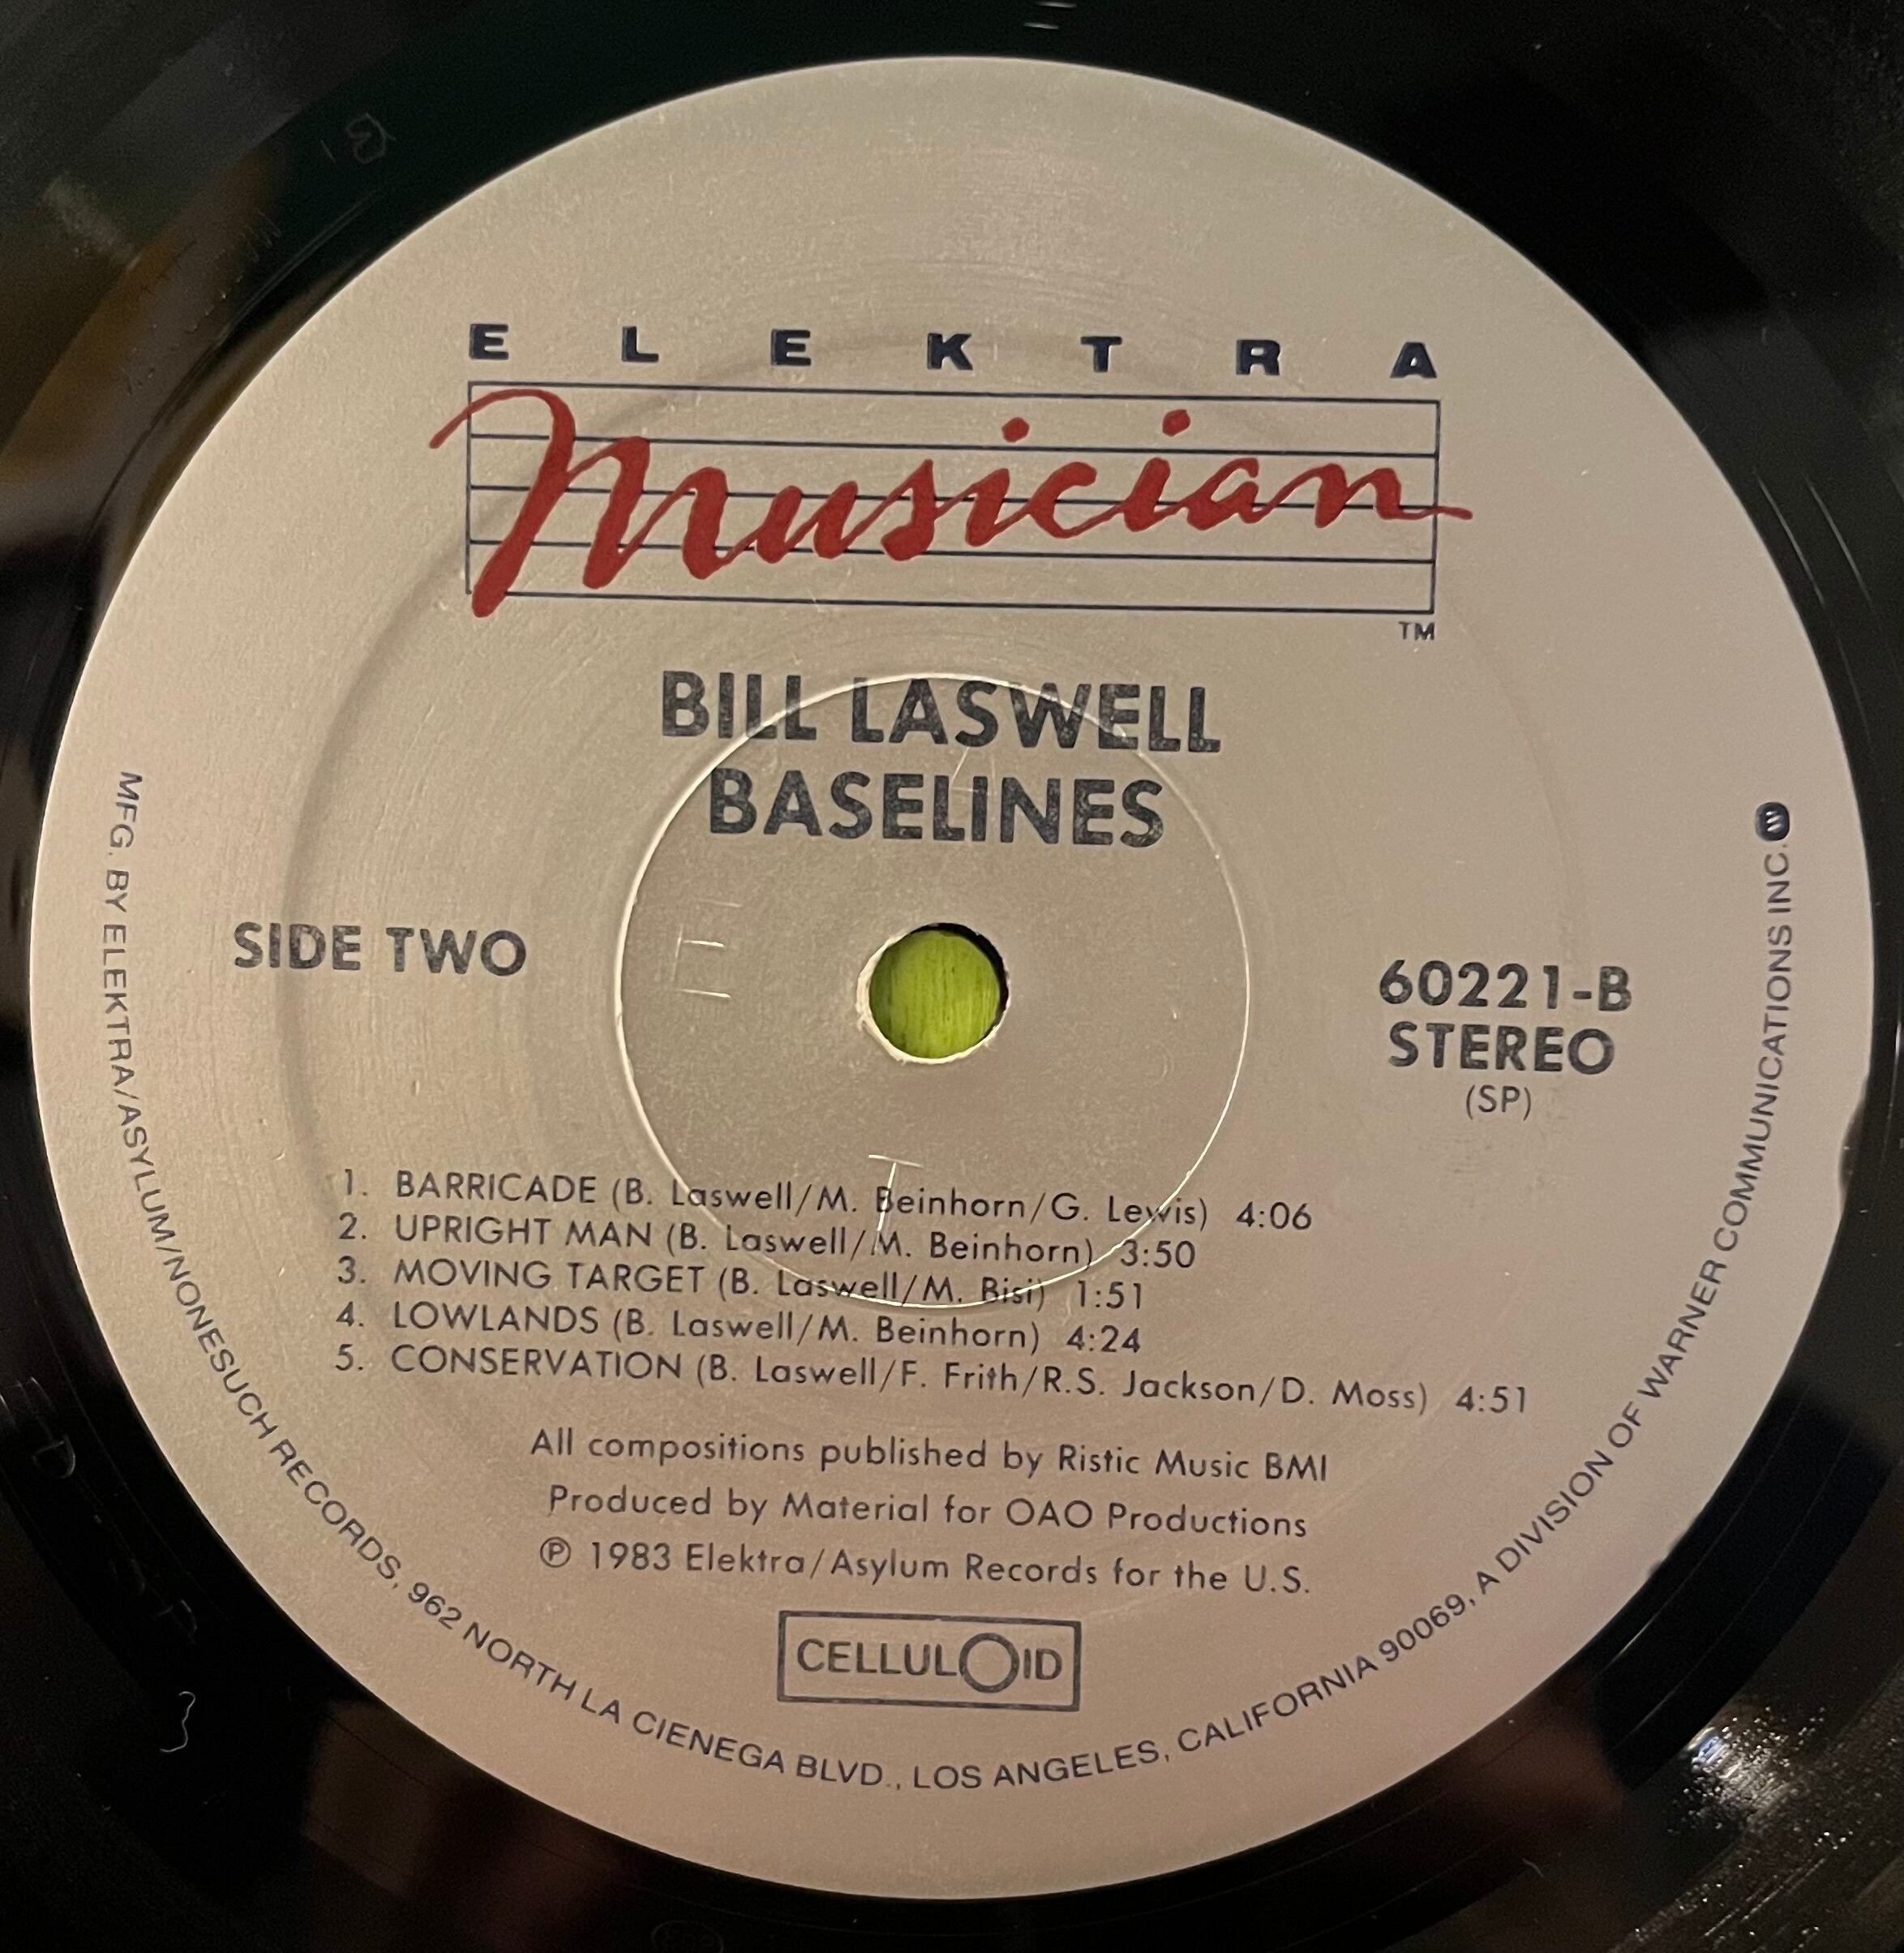 ELEKTRA
Musician
TM
BILL LASWELL
BASELINES
SIDE TWO
60221-B
STEREO
(SP)
1. BARRICADE (B. Laswell/M. Beinhorn/G. Lewis) 4:06
2. UPRIGHT MAN (B. Laswell/M. Beinhorn) 3:50
3. MOVING TARGET (B. Laswell/M. Bisi) 1:51
4. LOWLANDS (B. Laswell/M. Beinhorn) 4:24
5. CONSERVATION (B. Laswell/F. Frith/R.S. Jackson/D. Moss) 4:51
All compositions published by Ristic Music BMI
Produced by Material for OAO Productions
℗ 1983 Elektra/Asylum Records for the U.S.
CELLULOID
MFG. BY ELEKTRA/ASYLUM/NONESUCH RECORDS, 962 NORTH LA CIENEGA BLVD., LOS ANGELES, CALIFORNIA 90069, A DIVISION OF WARNER COMMUNICATIONS INC.